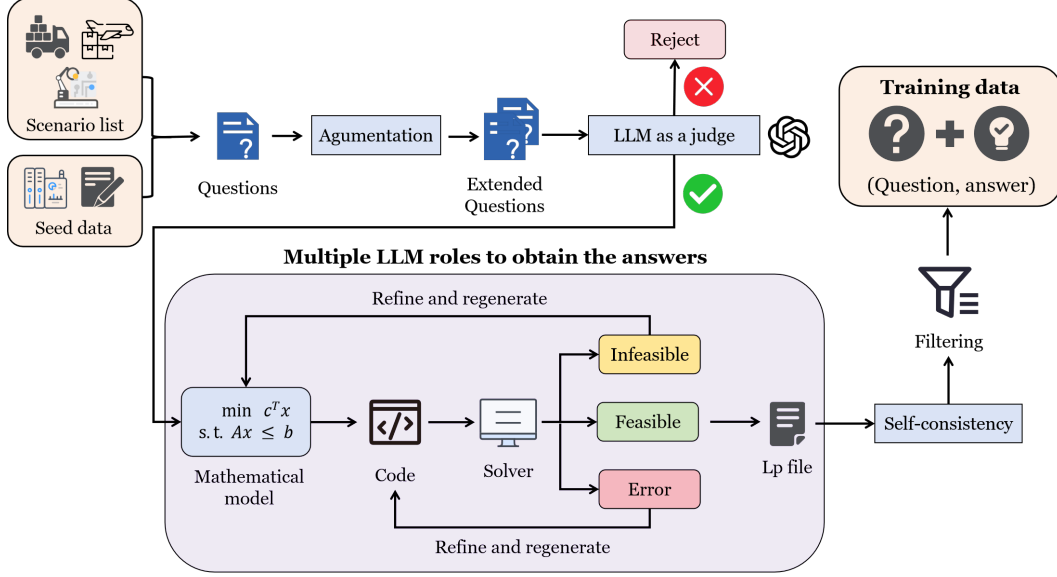 Reject
Training data
(Question, answer)
Scenario list
Seed data
Questions
Agumentation
Extended
Questions
LLM as a judge
Multiple LLM roles to obtain the answers
Refine and regenerate
Infeasible
Feasible
Error
min cᵀx
s.t. Ax ≤ b
Mathematical
model
Code
Solver
Lp file
Refine and regenerate
Self-consistency
Filtering